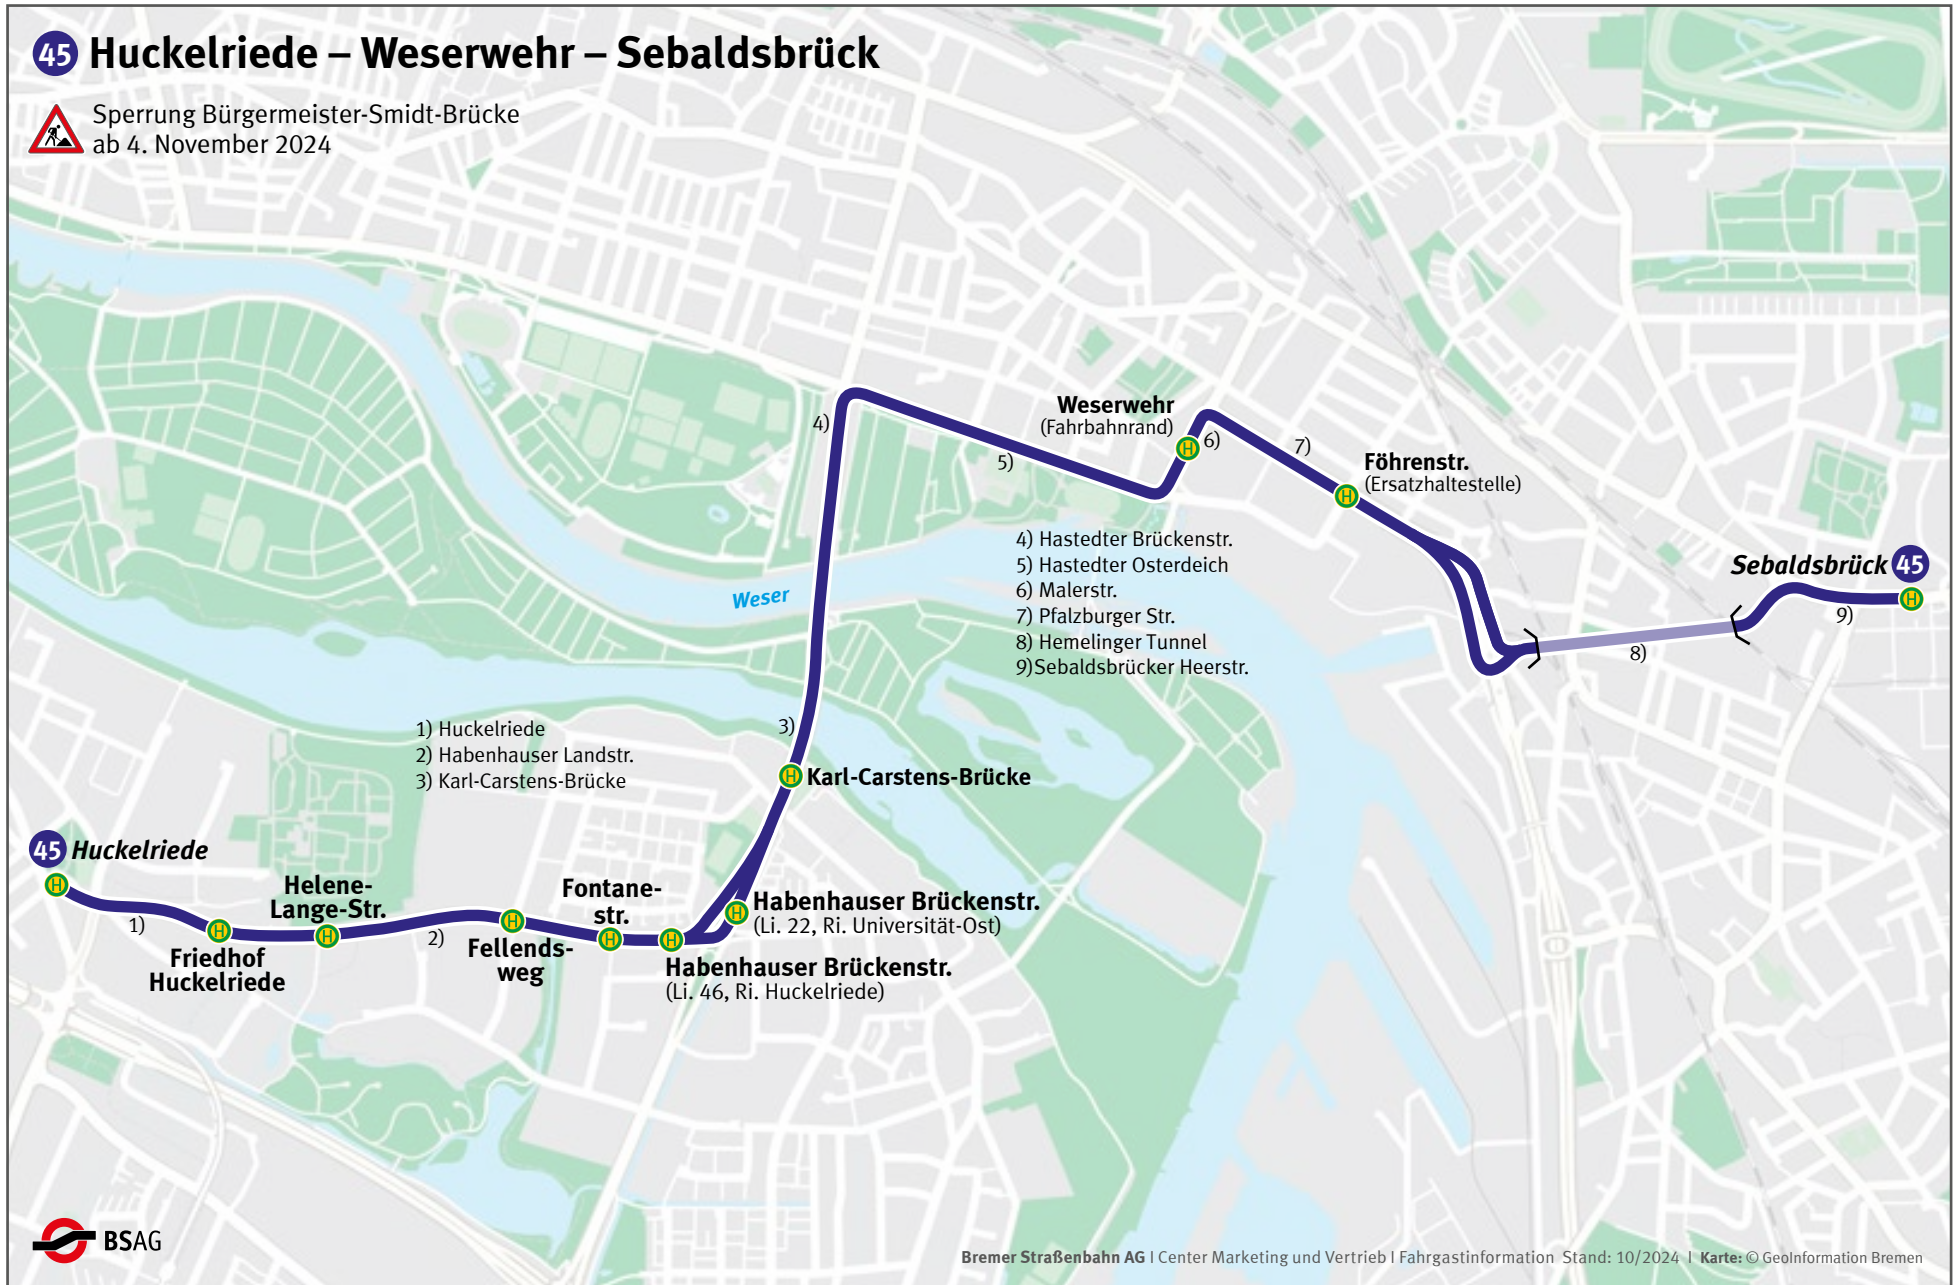 45 Huckelriede – Weserwehr – Sebaldsbrück
Sperrung Bürgermeister-Smidt-Brücke
ab 4. November 2024
4)
5)
Weserwehr
(Fahrbahnrand)
6)
7)
Föhrenstr.
(Ersatzhaltestelle)
4) Hastedter Brückenstr.
5) Hastedter Osterdeich
6) Malerstr.
7) Pfalzburger Str.
8) Hemelinger Tunnel
9)Sebaldsbrücker Heerstr.
Sebaldsbrück 45
9)
8)
Weser
3)
1) Huckelriede
2) Habenhauser Landstr.
3) Karl-Carstens-Brücke
Karl-Carstens-Brücke
45 Huckelriede
1)
Friedhof
Huckelriede
Helene-
Lange-Str.
2)
Fellends-
weg
Fontane-
str.
Habenhauser Brückenstr.
(Li. 22, Ri. Universität-Ost)
Habenhauser Brückenstr.
(Li. 46, Ri. Huckelriede)
H
H
H
H
H
H
H
H
H
H
H
BSAG
Bremer Straßenbahn AG I Center Marketing und Vertrieb I Fahrgastinformation Stand: 10/2024 I Karte: © GeoInformation Bremen